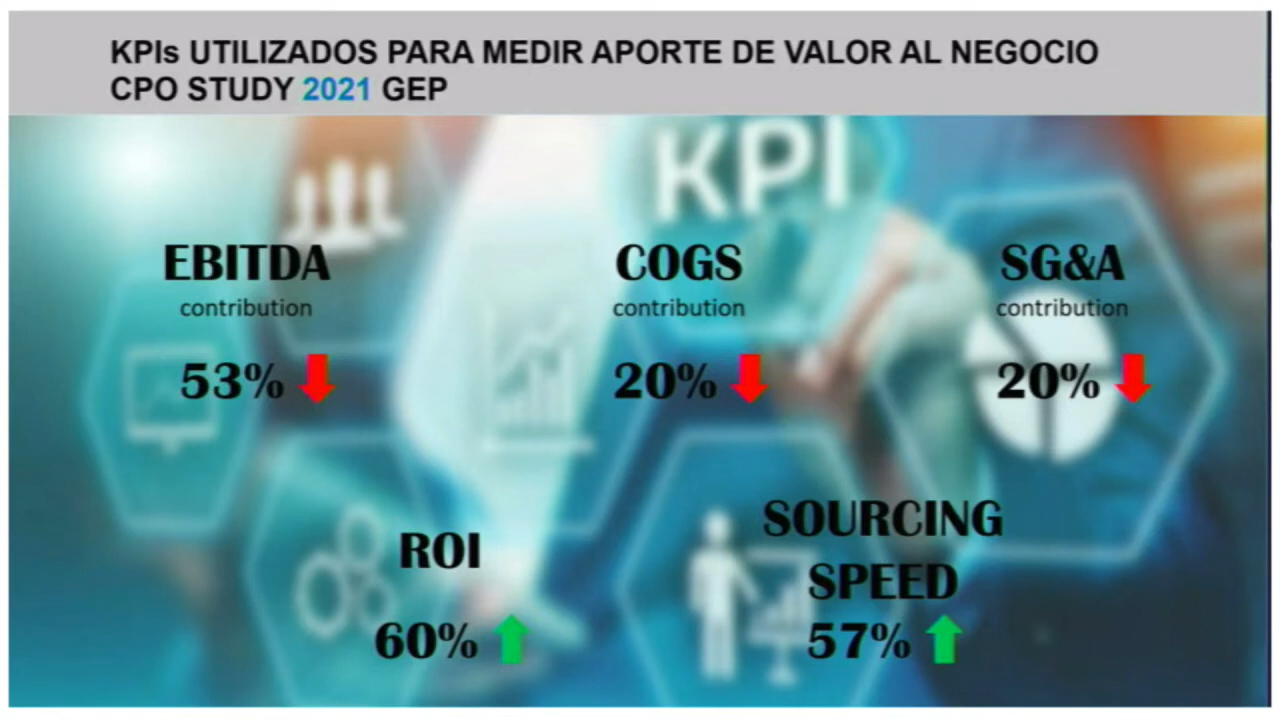 KPIs UTILIZADOS PARA MEDIR APORTE DE VALOR AL NEGOCIO
CPO STUDY 2021 GEP
KPI
EBITDA
contribution
53%
COGS
contribution
20%
SG&A
contribution
20%
ROI
60%
SOURCING
SPEED
57%